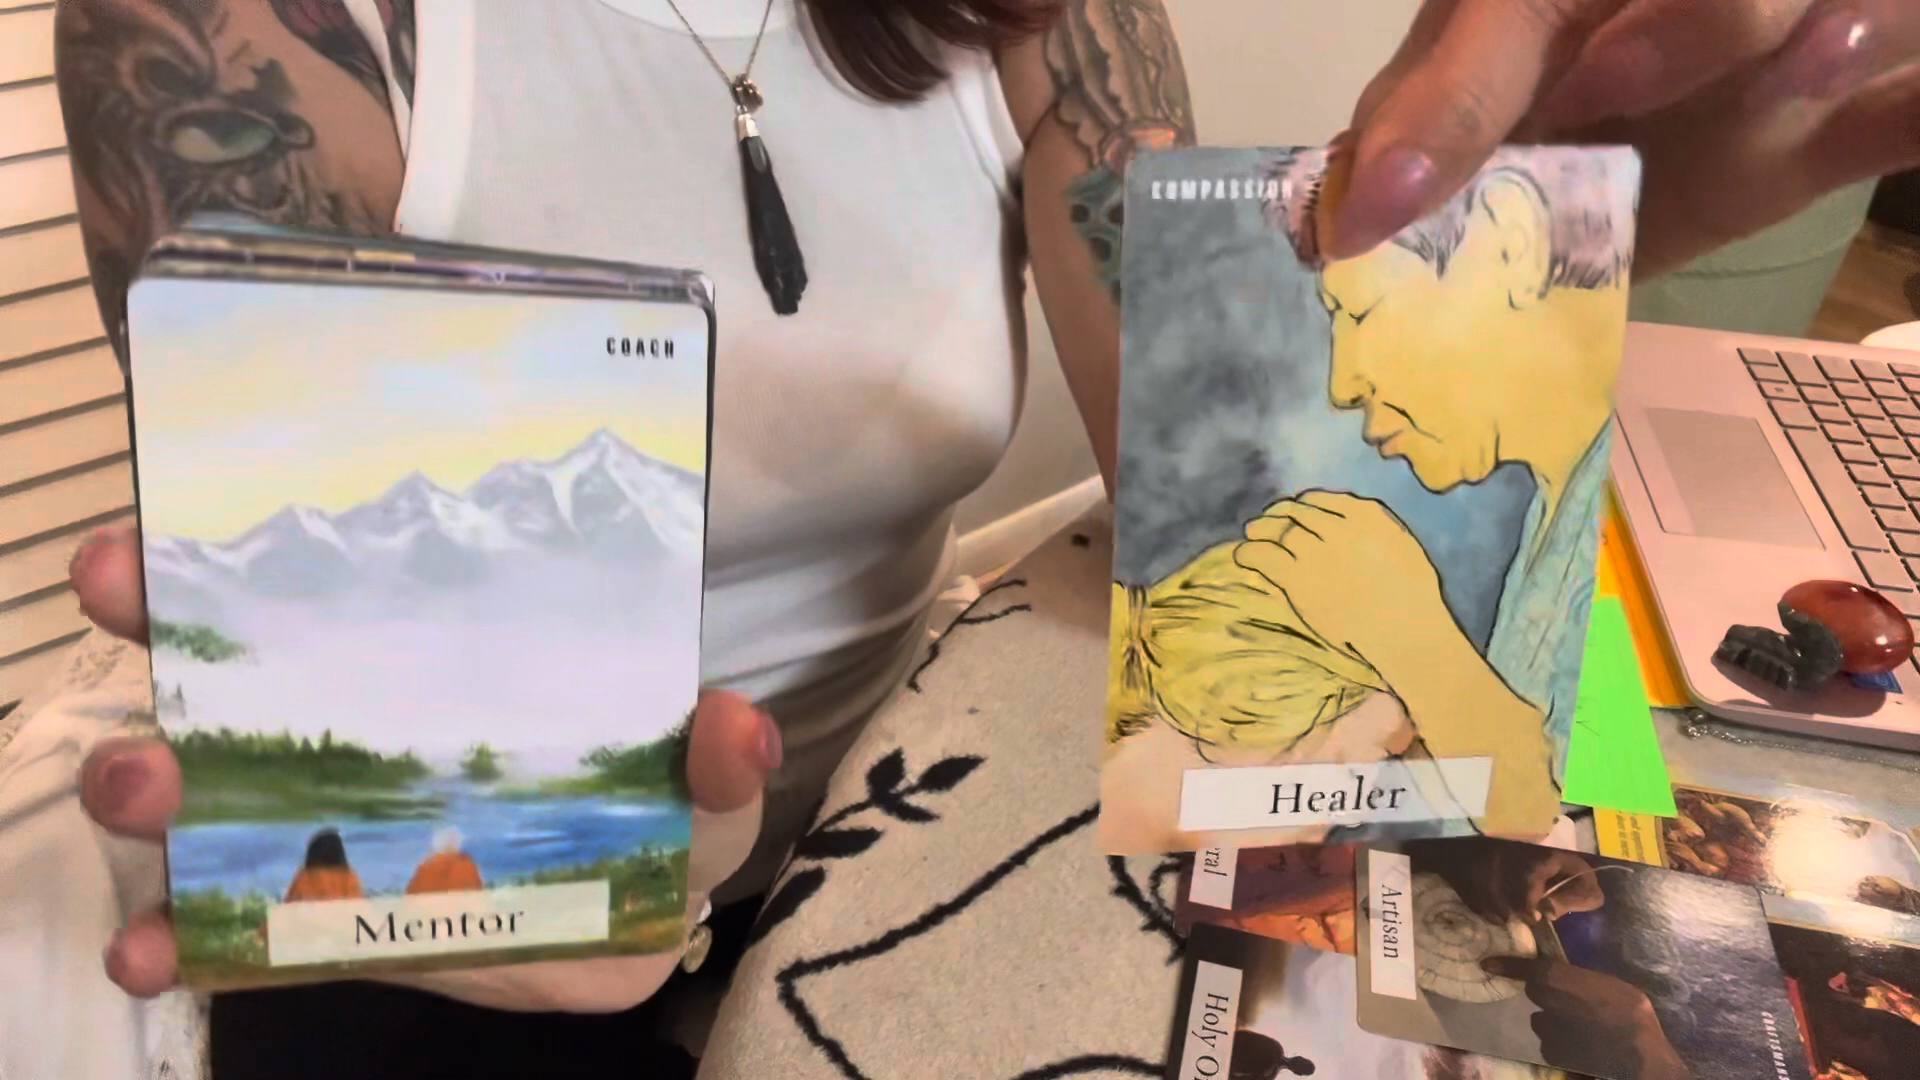 COACH
Mentor
COMPASSION
Healer
Artisan